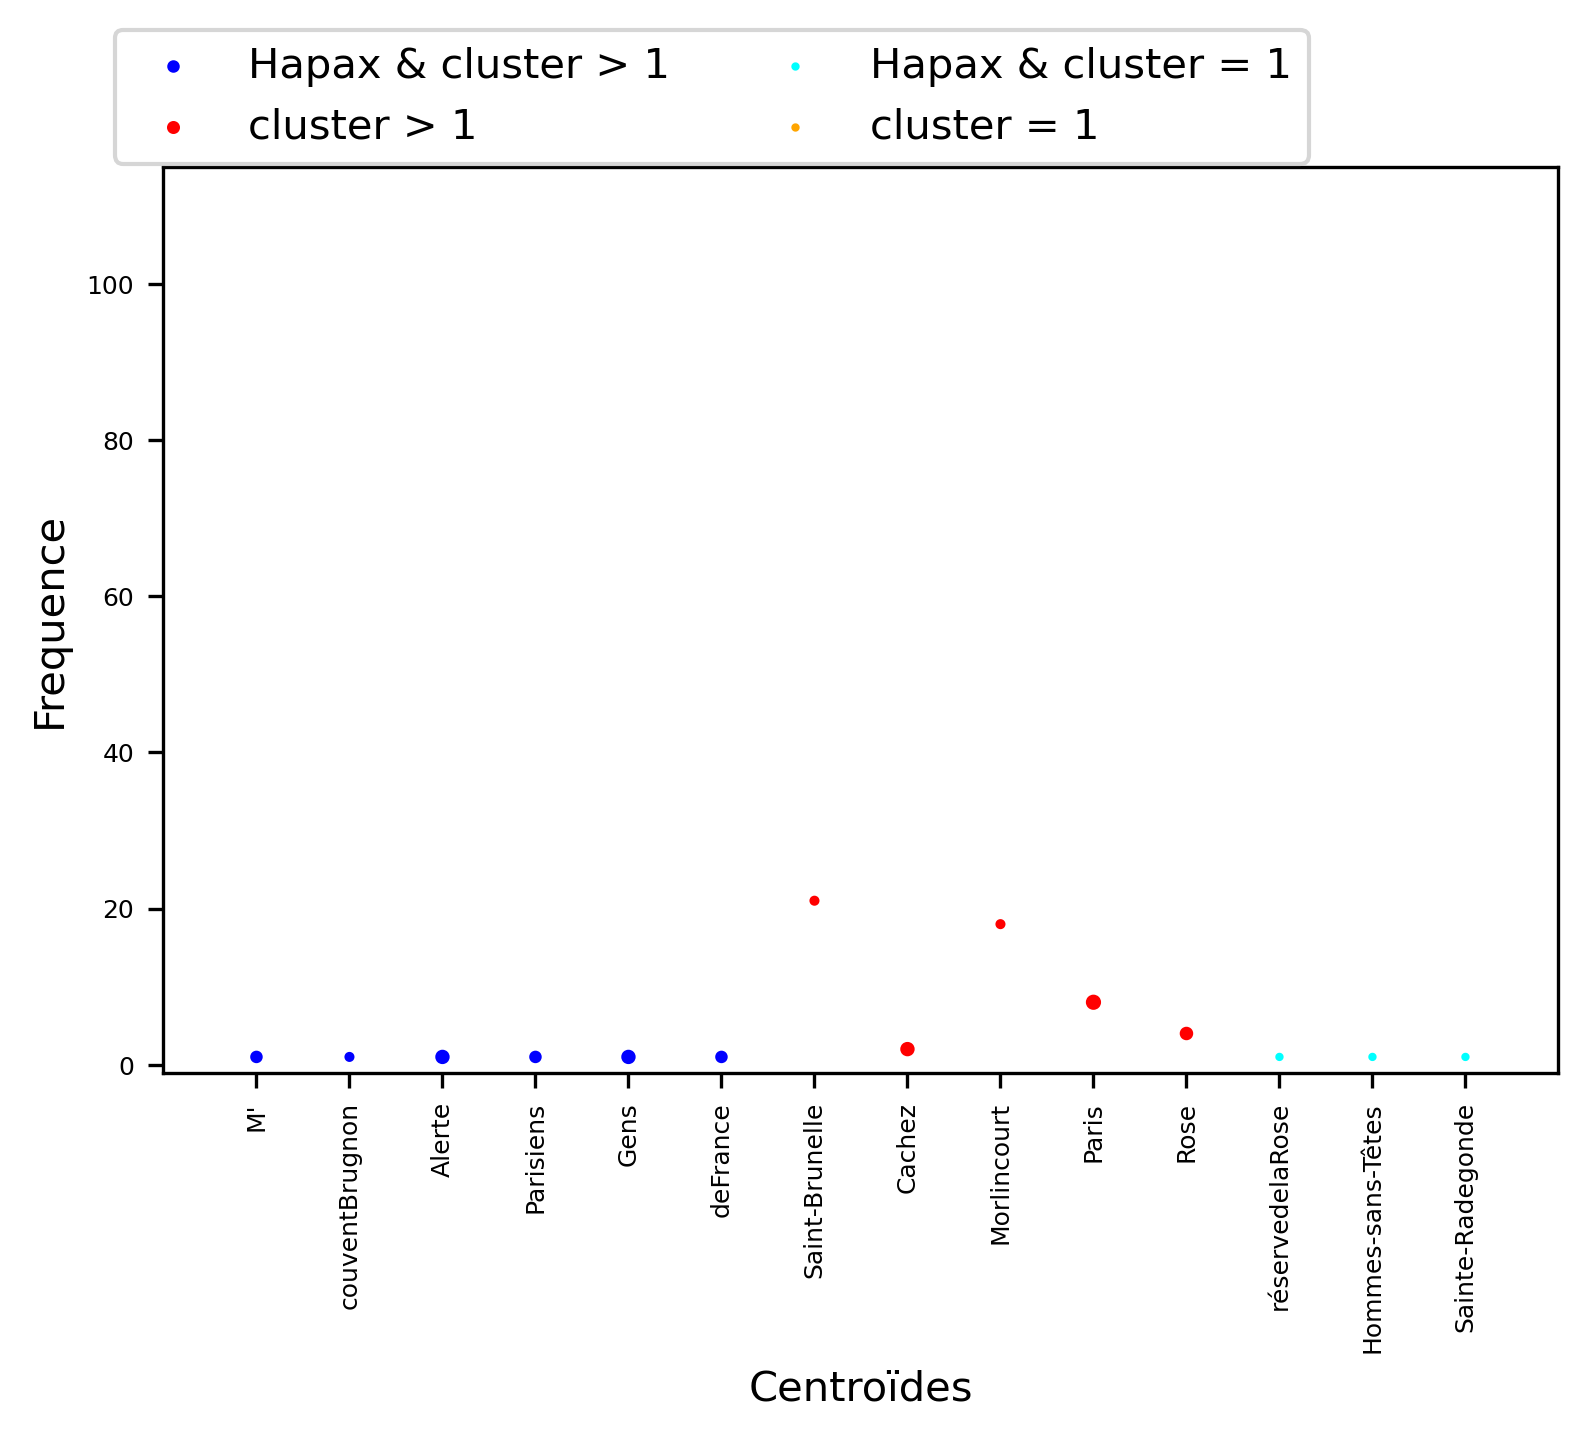 Hapax & cluster > 1
cluster > 1
Hapax & cluster = 1
cluster = 1
Frequence
100
80
60
40
20
0
M'
couventBrugnon
Alerte
Parisiens
Gens
deFrance
Saint-Brunelle
Cachez
Morlincourt
Paris
Rose
réservedelaRose
Hommes-sans-Têtes
Sainte-Radegonde
Centroïdes